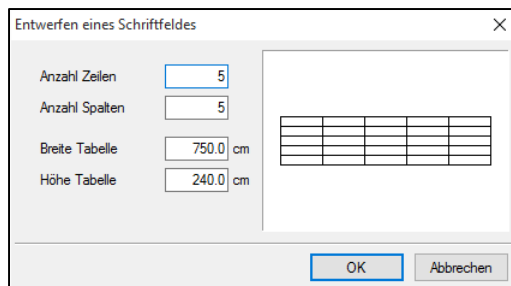 Entwerfen eines Schriftfeldes
Anzahl Zeilen 5
Anzahl Spalten 5
Breite Tabelle 750.0 cm
Höhe Tabelle 240.0 cm
OK Abbrechen